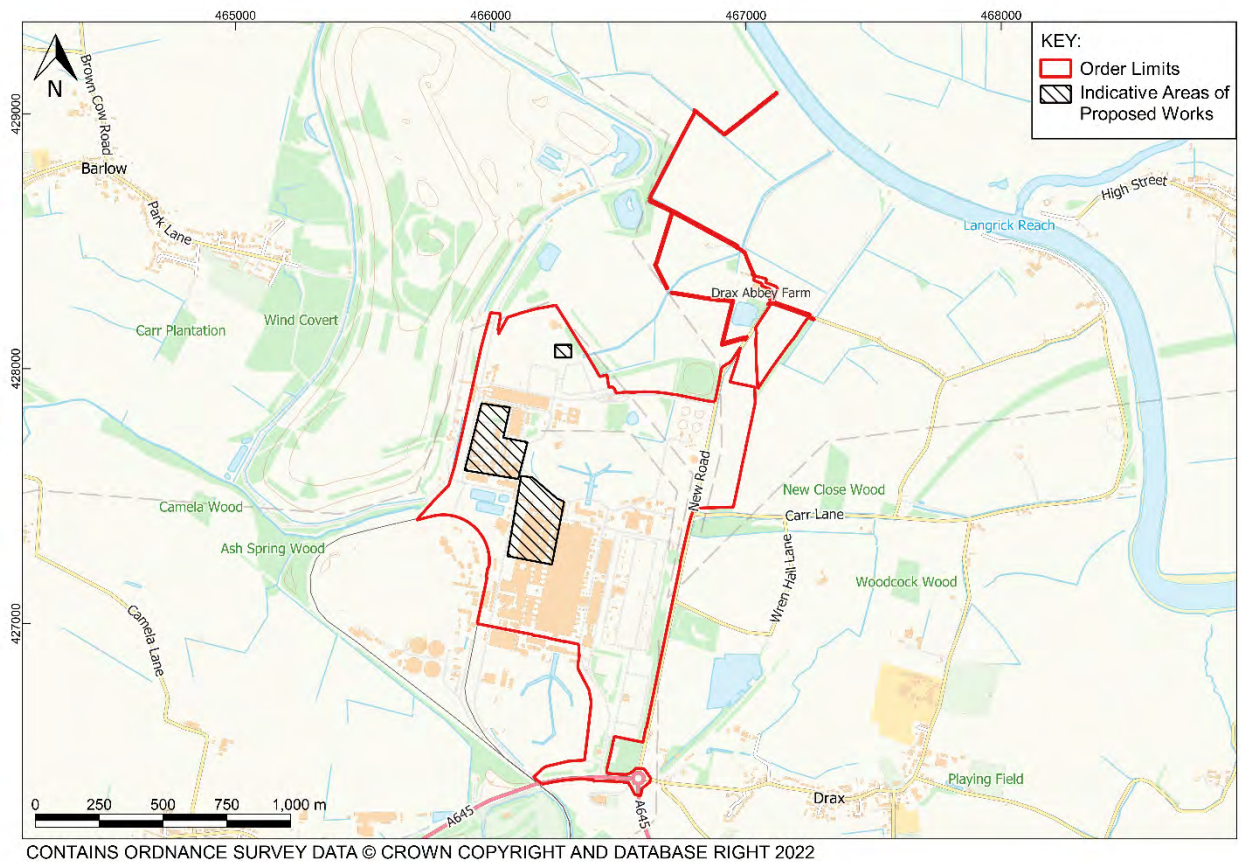 465000
466000
467000
468000
KEY:
Order Limits
Indicative Areas of
Proposed Works
N
Brown Cow Road
429000
Barlow
High Street
Park Lane
Langrick Reach
Drax Abbey Farm
Wind Covert
Carr Plantation
428000
New Road
New Close Wood
Camela Wood
Carr Lane
Ash Spring Wood
Wren Hall Lane
Woodcock Wood
427000
Camela Lane
Playing Field
Drax
0 250 500 750 1,000 m
A645
A645
CONTAINS ORDNANCE SURVEY DATA © CROWN COPYRIGHT AND DATABASE RIGHT 2022